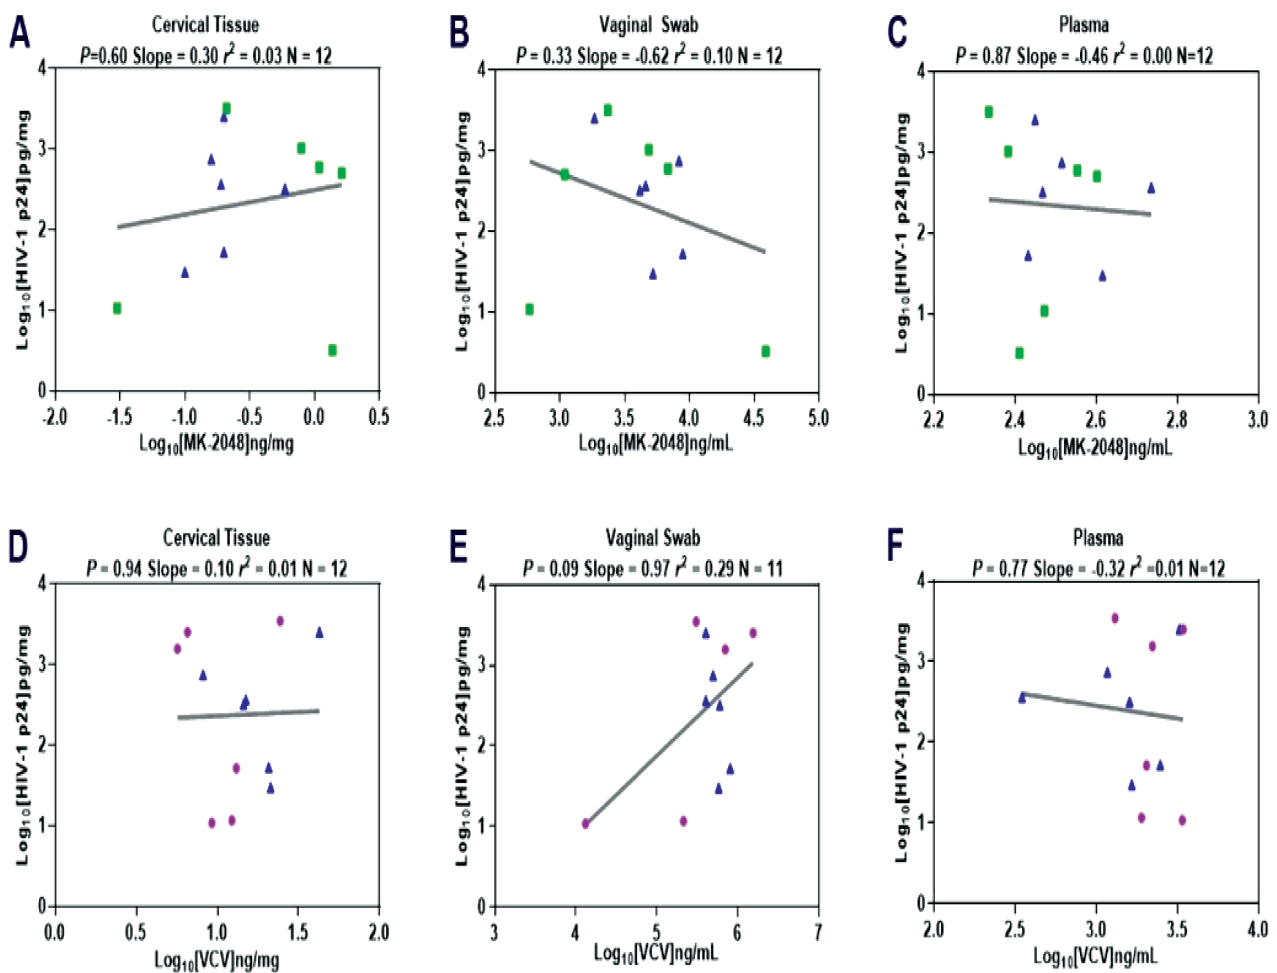 A
Cervical Tissue
P=0.60 Slope = 0.30 r² = 0.03 N = 12
Log₁₀[HIV-1 p24]pg/mg
4
3
2
1
0
-2.0 -1.5 -1.0 -0.5 0.0 0.5
Log₁₀[MK-2048]ng/mg
B
Vaginal Swab
P = 0.33 Slope = -0.62 r² = 0.10 N = 12
Log₁₀[HIV-1 p24]pg/mg
4
3
2
1
0
2.5 3.0 3.5 4.0 4.5 5.0
Log₁₀[MK-2048]ng/mL
C
Plasma
P = 0.87 Slope = -0.46 r² = 0.00 N=12
Log₁₀[HIV-1 p24]pg/mg
4
3
2
1
0
2.2 2.4 2.6 2.8 3.0
Log₁₀[MK-2048]ng/mL
D
Cervical Tissue
P = 0.94 Slope = 0.10 r² = 0.01 N = 12
Log₁₀[HIV-1 p24]pg/mg
4
3
2
1
0
0.0 0.5 1.0 1.5 2.0
Log₁₀[VCV]ng/mg
E
Vaginal Swab
P = 0.09 Slope = 0.97 r² = 0.29 N = 11
Log₁₀[HIV-1 p24]pg/mg
4
3
2
1
0
3 4 5 6 7
Log₁₀[VCV]ng/mL
F
Plasma
P = 0.77 Slope = -0.32 r² =0.01 N=12
Log₁₀[HIV-1 p24]pg/mg
4
3
2
1
0
2.0 2.5 3.0 3.5 4.0
Log₁₀[VCV]ng/mL